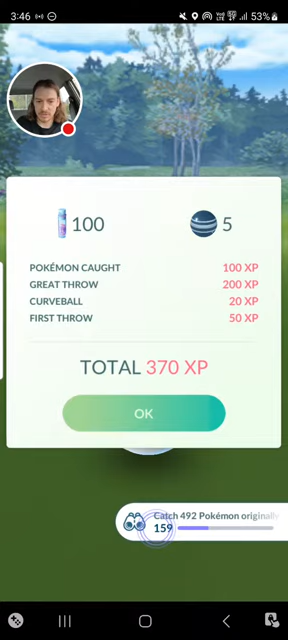 3:46
53%
100
5
POKÉMON CAUGHT 100 XP
GREAT THROW 200 XP
CURVEBALL 20 XP
FIRST THROW 50 XP
TOTAL 370 XP
OK
Catch 492 Pokémon originally
159